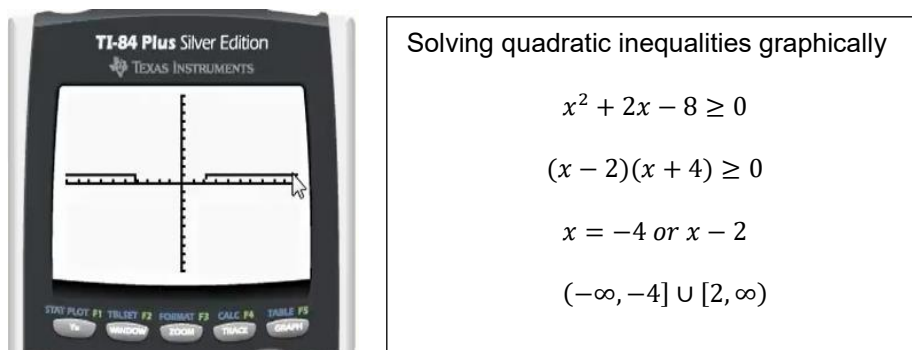 TI-84 Plus Silver Edition
TEXAS INSTRUMENTS
STAT PLOT F1 TBLSET F2 FORMAT F3 CALC F4 TABLE F5
Y= WINDOW ZOOM TRACE GRAPH
Solving quadratic inequalities graphically
x² + 2x − 8 ≥ 0
(x − 2)(x + 4) ≥ 0
x = −4 or x − 2
(−∞, −4] ∪ [2, ∞)